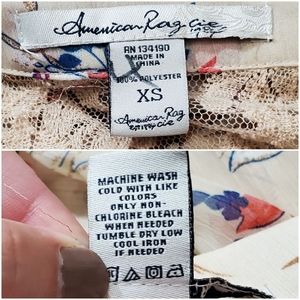 American Rag Cie
RN 134190
MADE IN
CHINA
100% POLYESTER
XS
American Rag
Cie
MACHINE WASH
COLD WITH LIKE
COLORS
ONLY NON-
CHLORINE BLEACH
WHEN NEEDED
TUMBLE DRY LOW
COOL IRON
IF NEEDED